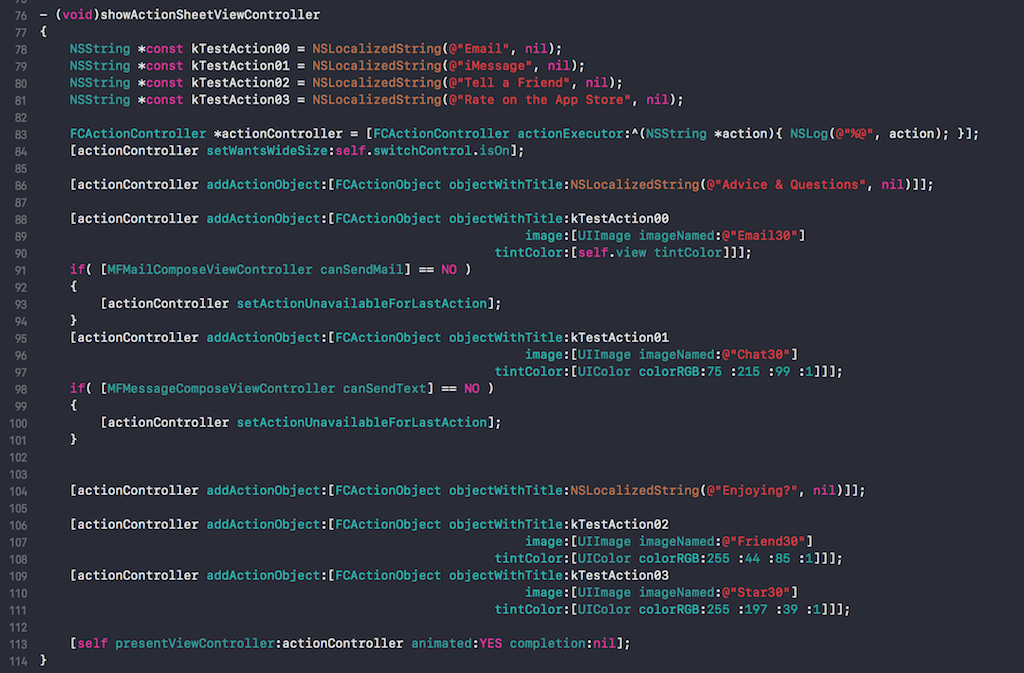 76 - (void)showActionSheetViewController
77 {
78     NSString *const kTestAction00 = NSLocalizedString(@"Email", nil);
79     NSString *const kTestAction01 = NSLocalizedString(@"iMessage", nil);
80     NSString *const kTestAction02 = NSLocalizedString(@"Tell a Friend", nil);
81     NSString *const kTestAction03 = NSLocalizedString(@"Rate on the App Store", nil);
82
83     FCActionController *actionController = [FCActionController actionExecutor:^(NSString *action){ NSLog(@"%@", action); }];
84     [actionController setWantsWideSize:self.switchControl.isOn];
85
86     [actionController addActionObject:[FCActionObject objectWithTitle:NSLocalizedString(@"Advice & Questions", nil)]];
87
88     [actionController addActionObject:[FCActionObject objectWithTitle:kTestAction00
89                                                                 image:[UIImage imageNamed:@"Email30"]
90                                                             tintColor:[self.view tintColor]]];
91     if( [MFMailComposeViewController canSendMail] == NO )
92     {
93         [actionController setActionUnavailableForLastAction];
94     }
95     [actionController addActionObject:[FCActionObject objectWithTitle:kTestAction01
96                                                                 image:[UIImage imageNamed:@"Chat30"]
97                                                             tintColor:[UIColor colorRGB:75 :215 :99 :1]]];
98     if( [MFMessageComposeViewController canSendText] == NO )
99     {
100         [actionController setActionUnavailableForLastAction];
101     }
102
103
104     [actionController addActionObject:[FCActionObject objectWithTitle:NSLocalizedString(@"Enjoying?", nil)]];
105
106     [actionController addActionObject:[FCActionObject objectWithTitle:kTestAction02
107                                                                 image:[UIImage imageNamed:@"Friend30"]
108                                                             tintColor:[UIColor colorRGB:255 :44 :85 :1]]];
109     [actionController addActionObject:[FCActionObject objectWithTitle:kTestAction03
110                                                                 image:[UIImage imageNamed:@"Star30"]
111                                                             tintColor:[UIColor colorRGB:255 :197 :39 :1]]];
112
113     [self presentViewController:actionController animated:YES completion:nil];
114 }